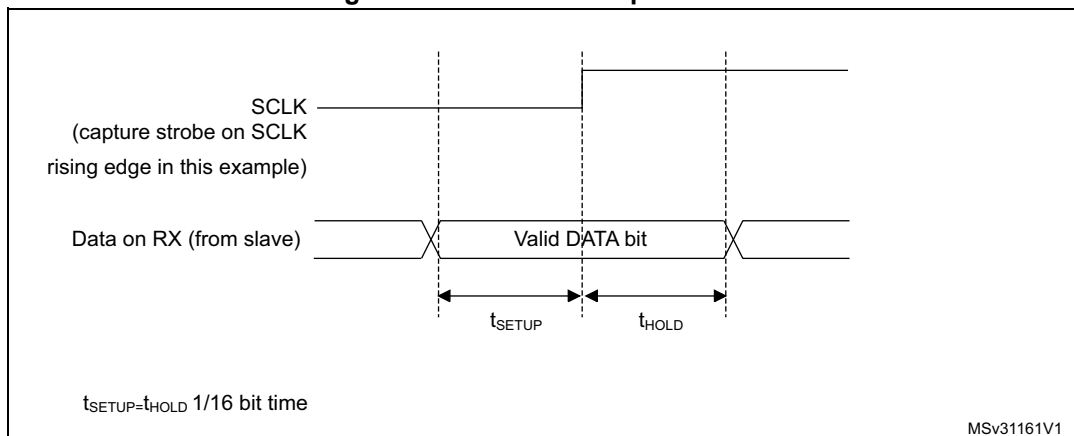 SCLK
(capture strobe on SCLK
rising edge in this example)
Data on RX (from slave)
Valid DATA bit
tSETUP
tHOLD
tSETUP=tHOLD 1/16 bit time
MSv31161V1